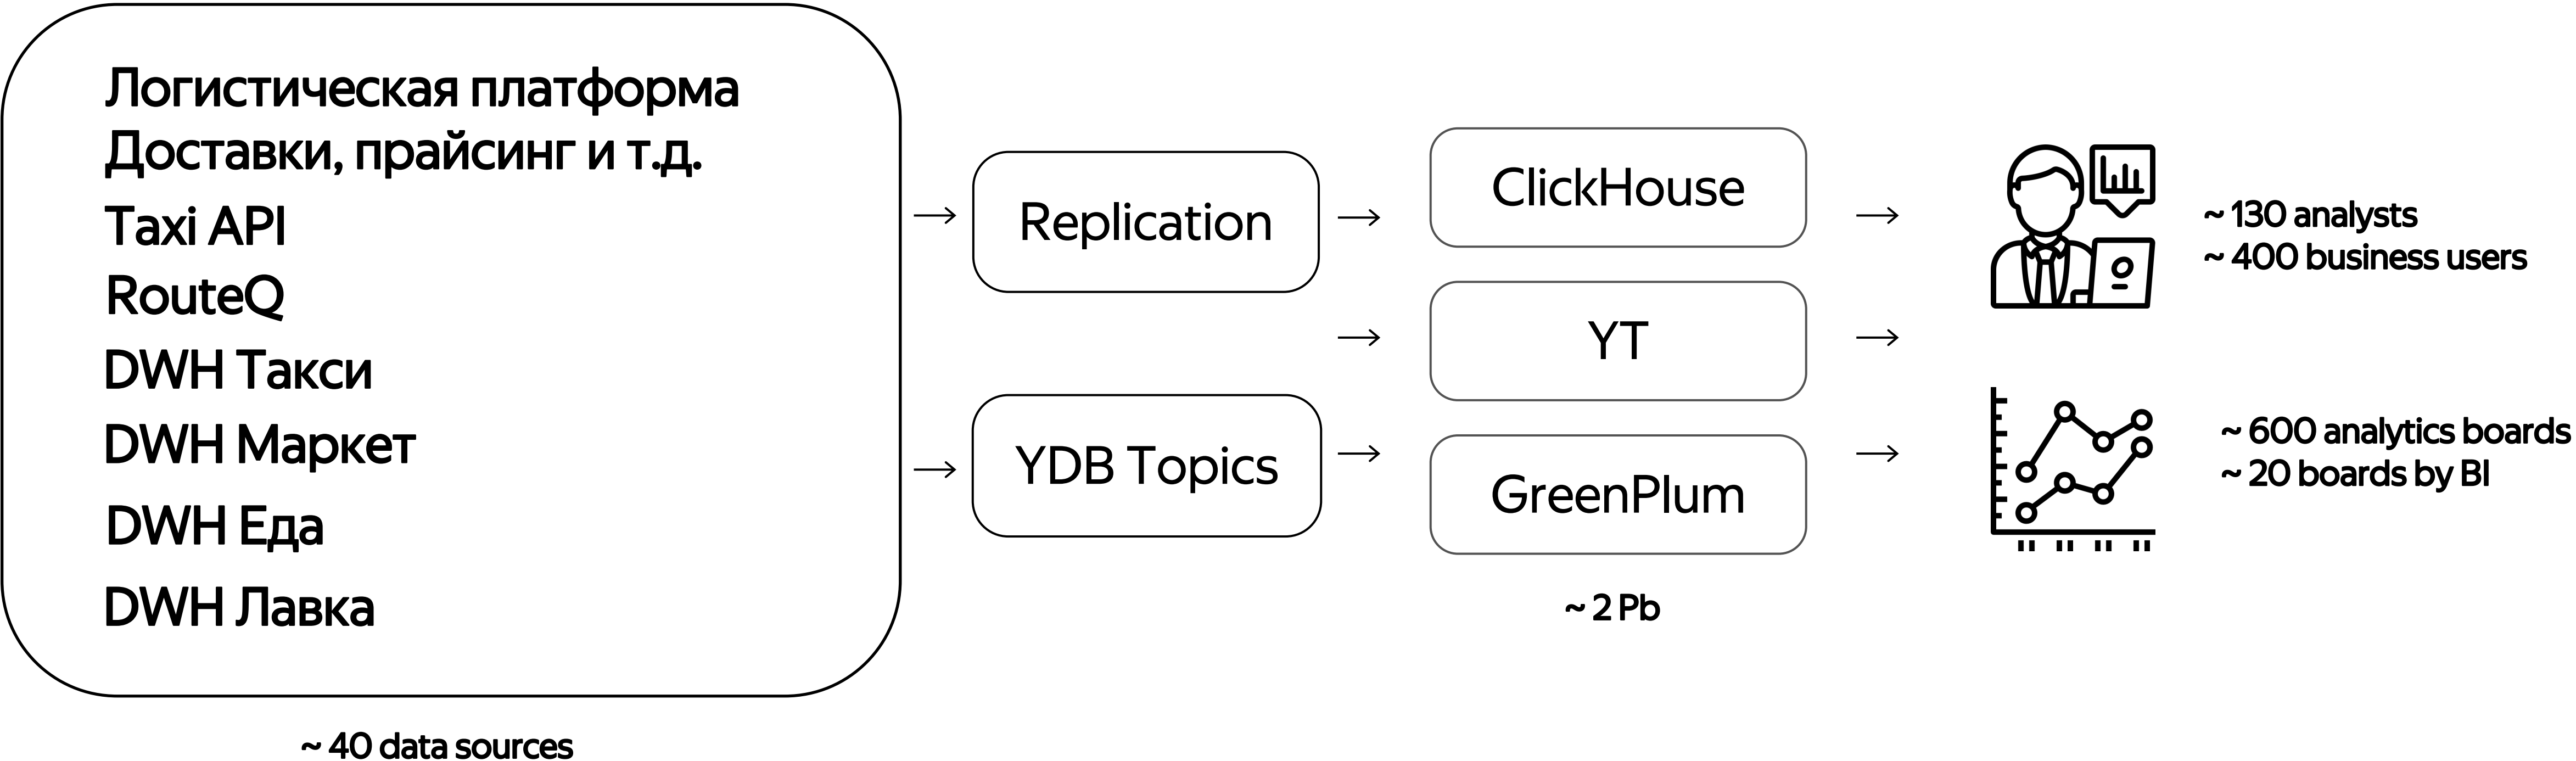 Логистическая платформа
Доставки, прайсинг и т.д.
Taxi API
RouteQ
DWH Такси
DWH Маркет
DWH Еда
DWH Лавка
~ 40 data sources
Replication
YDB Topics
ClickHouse
YT
GreenPlum
~ 2 Pb
~ 130 analysts
~ 400 business users
~ 600 analytics boards
~ 20 boards by BI